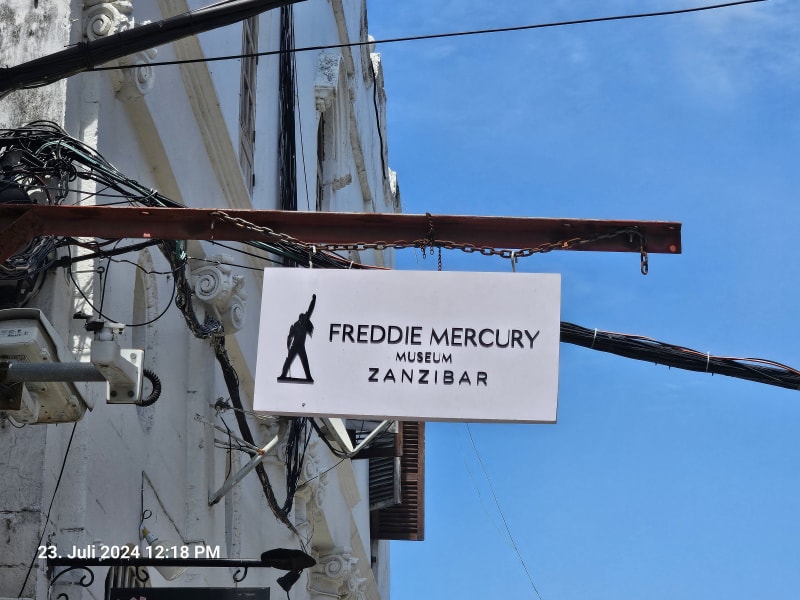 FREDDIE MERCURY
MUSEUM
ZANZIBAR
23. Juli 2024 12:18 PM